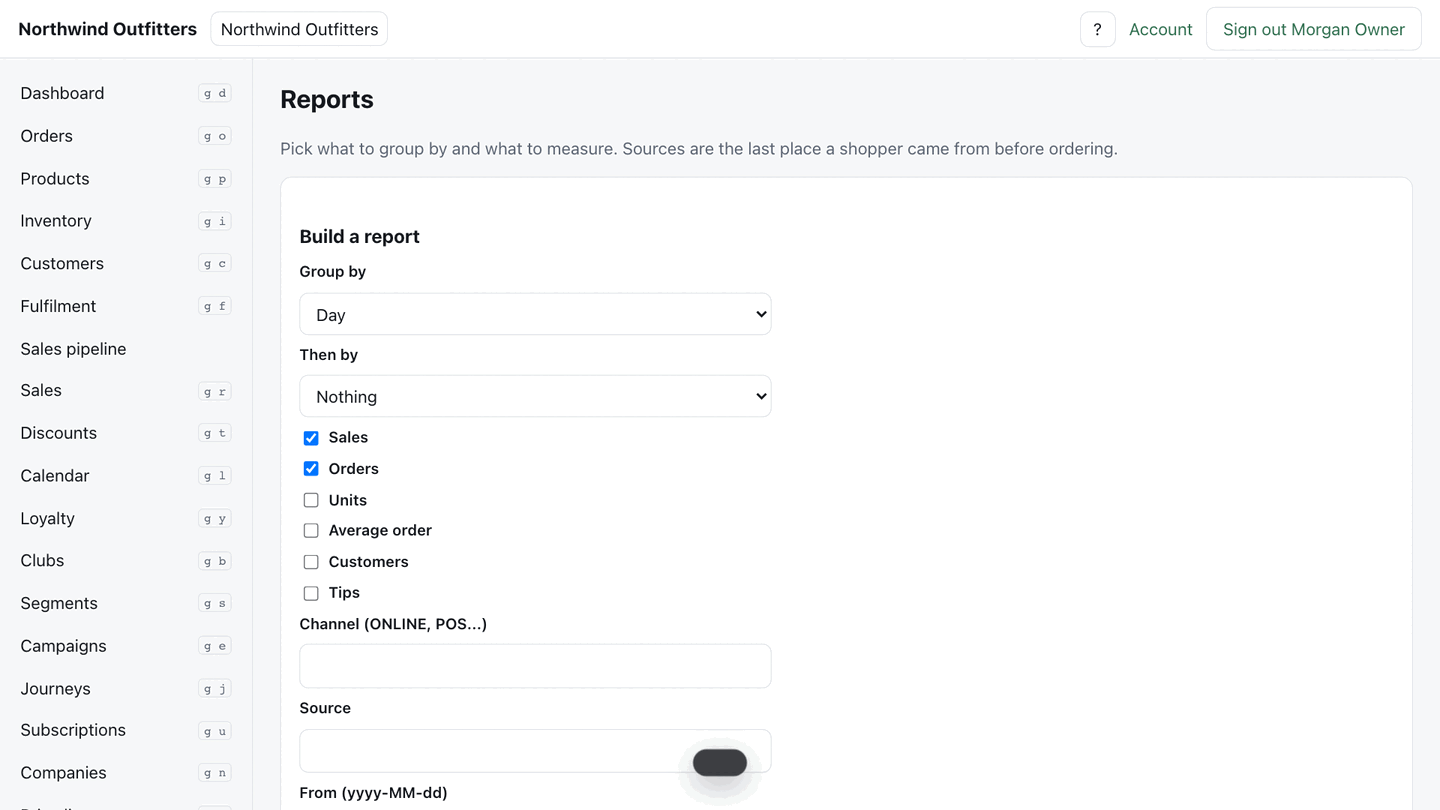 Northwind Outfitters
Northwind Outfitters
?
Account
Sign out Morgan Owner
Dashboard g d
Orders g o
Products g p
Inventory g i
Customers g c
Fulfilment g f
Sales pipeline
Sales g r
Discounts g t
Calendar g l
Loyalty g y
Clubs g b
Segments g s
Campaigns g e
Journeys g j
Subscriptions g u
Companies g n
Reports
Pick what to group by and what to measure. Sources are the last place a shopper came from before ordering.
Build a report
Group by
Day
Then by
Nothing
Sales
Orders
Units
Average order
Customers
Tips
Channel (ONLINE, POS...)
Source
From (yyyy-MM-dd)